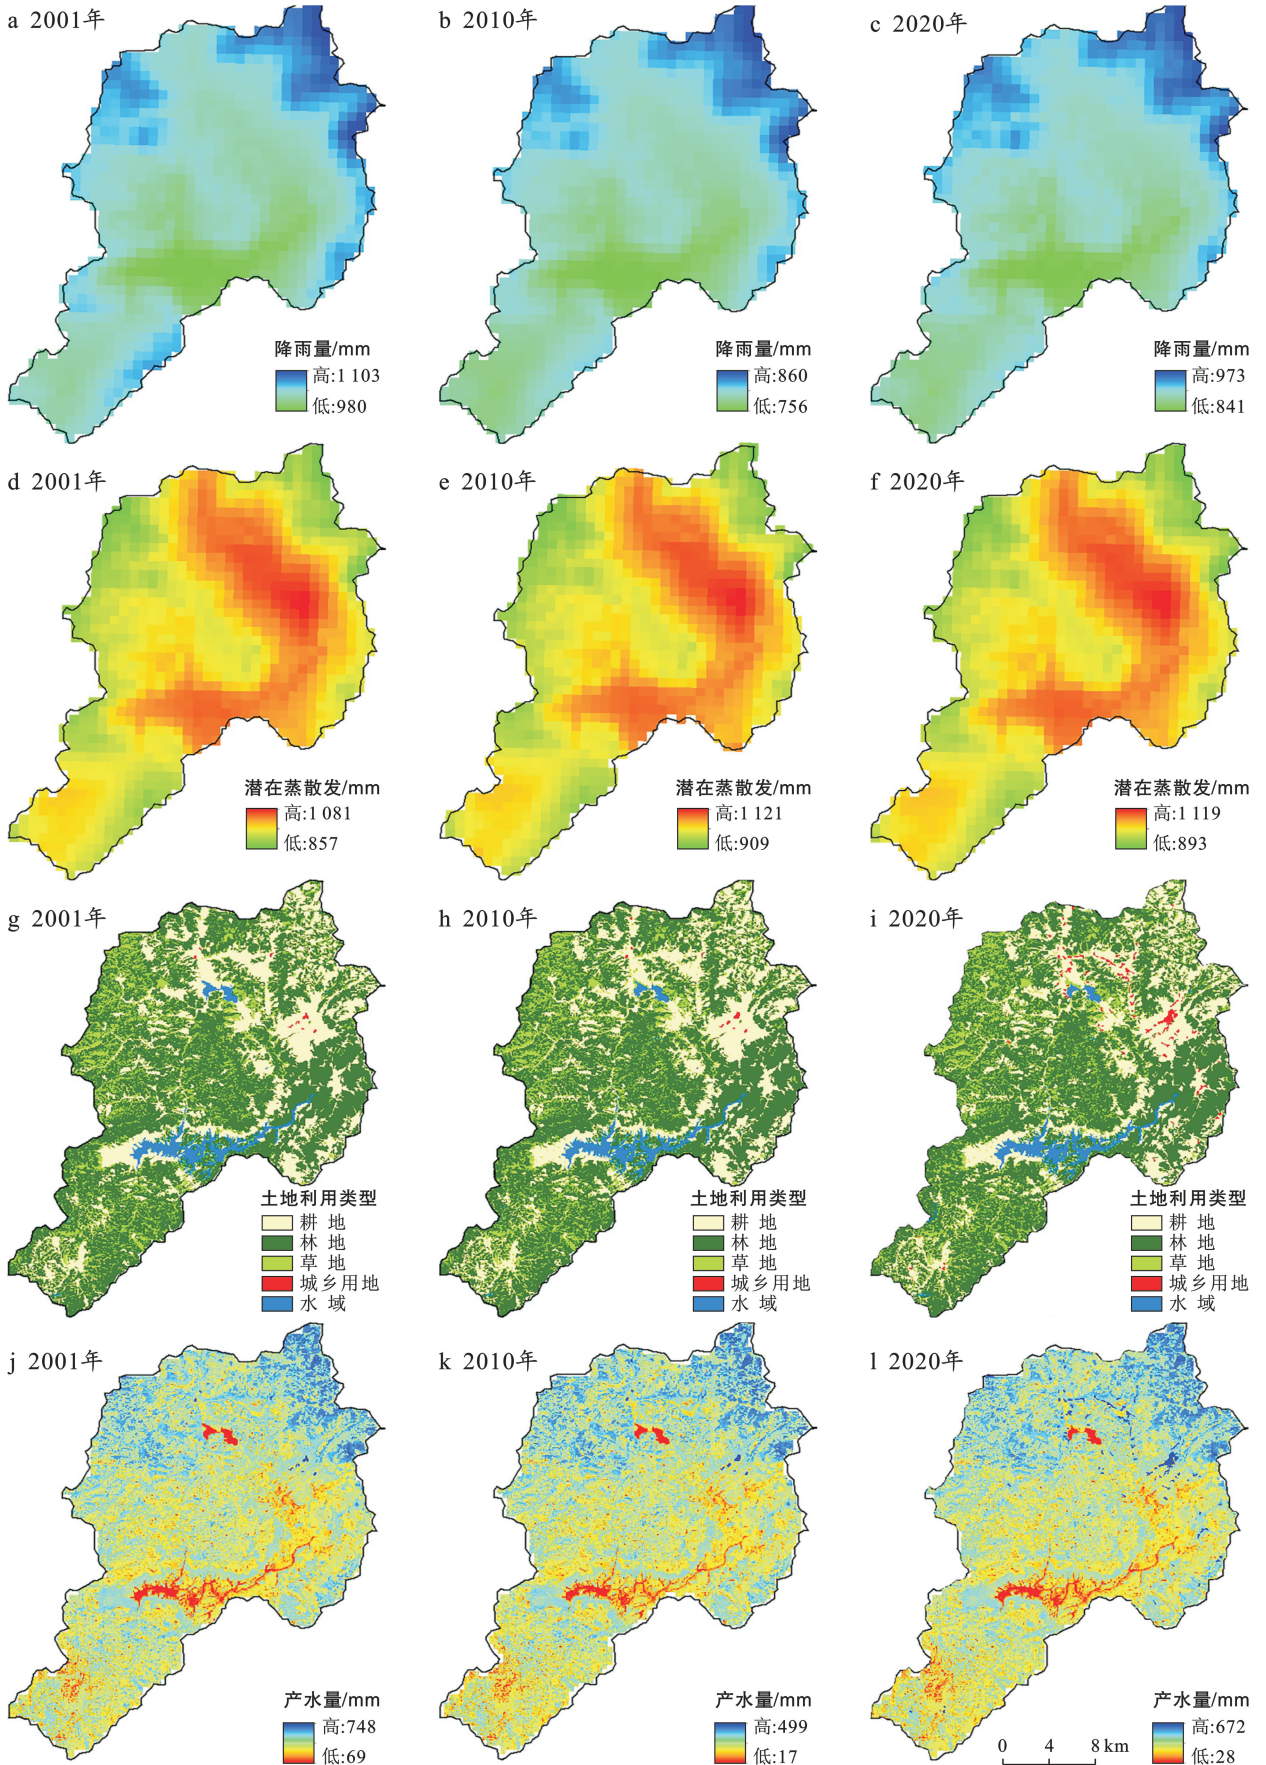 a 2001年
b 2010年
c 2020年
降雨量/mm
高:1 103
低:980
降雨量/mm
高:860
低:756
降雨量/mm
高:973
低:841
d 2001年
e 2010年
f 2020年
潜在蒸散发/mm
高:1 081
低:857
潜在蒸散发/mm
高:1 121
低:909
潜在蒸散发/mm
高:1 119
低:893
g 2001年
h 2010年
i 2020年
土地利用类型
耕 地
林 地
草 地
城乡用地
水 域
土地利用类型
耕 地
林 地
草 地
城乡用地
水 域
土地利用类型
耕 地
林 地
草 地
城乡用地
水 域
j 2001年
k 2010年
l 2020年
产水量/mm
高:748
低:69
产水量/mm
高:499
低:17
0 4 8 km
产水量/mm
高:672
低:28